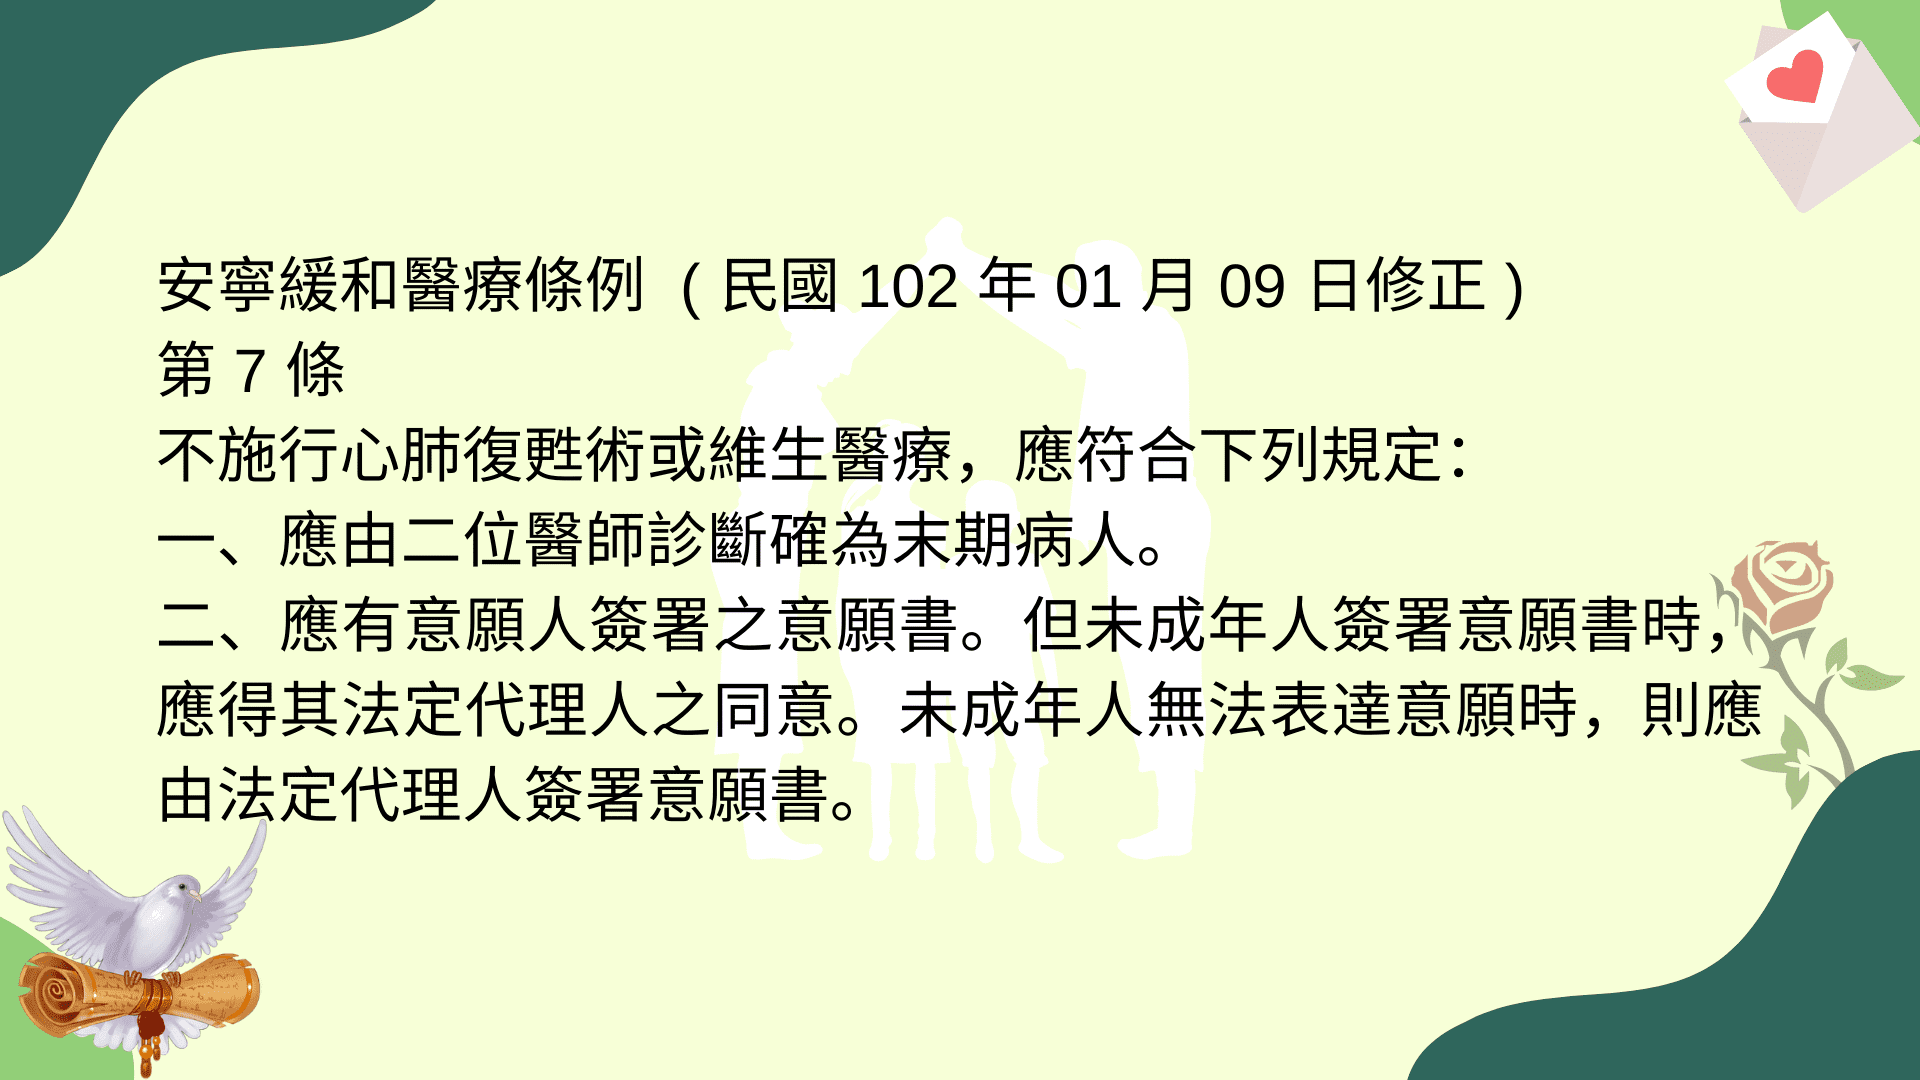 安寧緩和醫療條例 （ 民國 102 年 01 月 09 日修正 ）
第 7 條
不施行心肺復甦術或維生醫療，應符合下列規定：
一、應由二位醫師診斷確為末期病人。
二、應有意願人簽署之意願書。但未成年人簽署意願書時，
應得其法定代理人之同意。未成年人無法表達意願時，則應
由法定代理人簽署意願書。